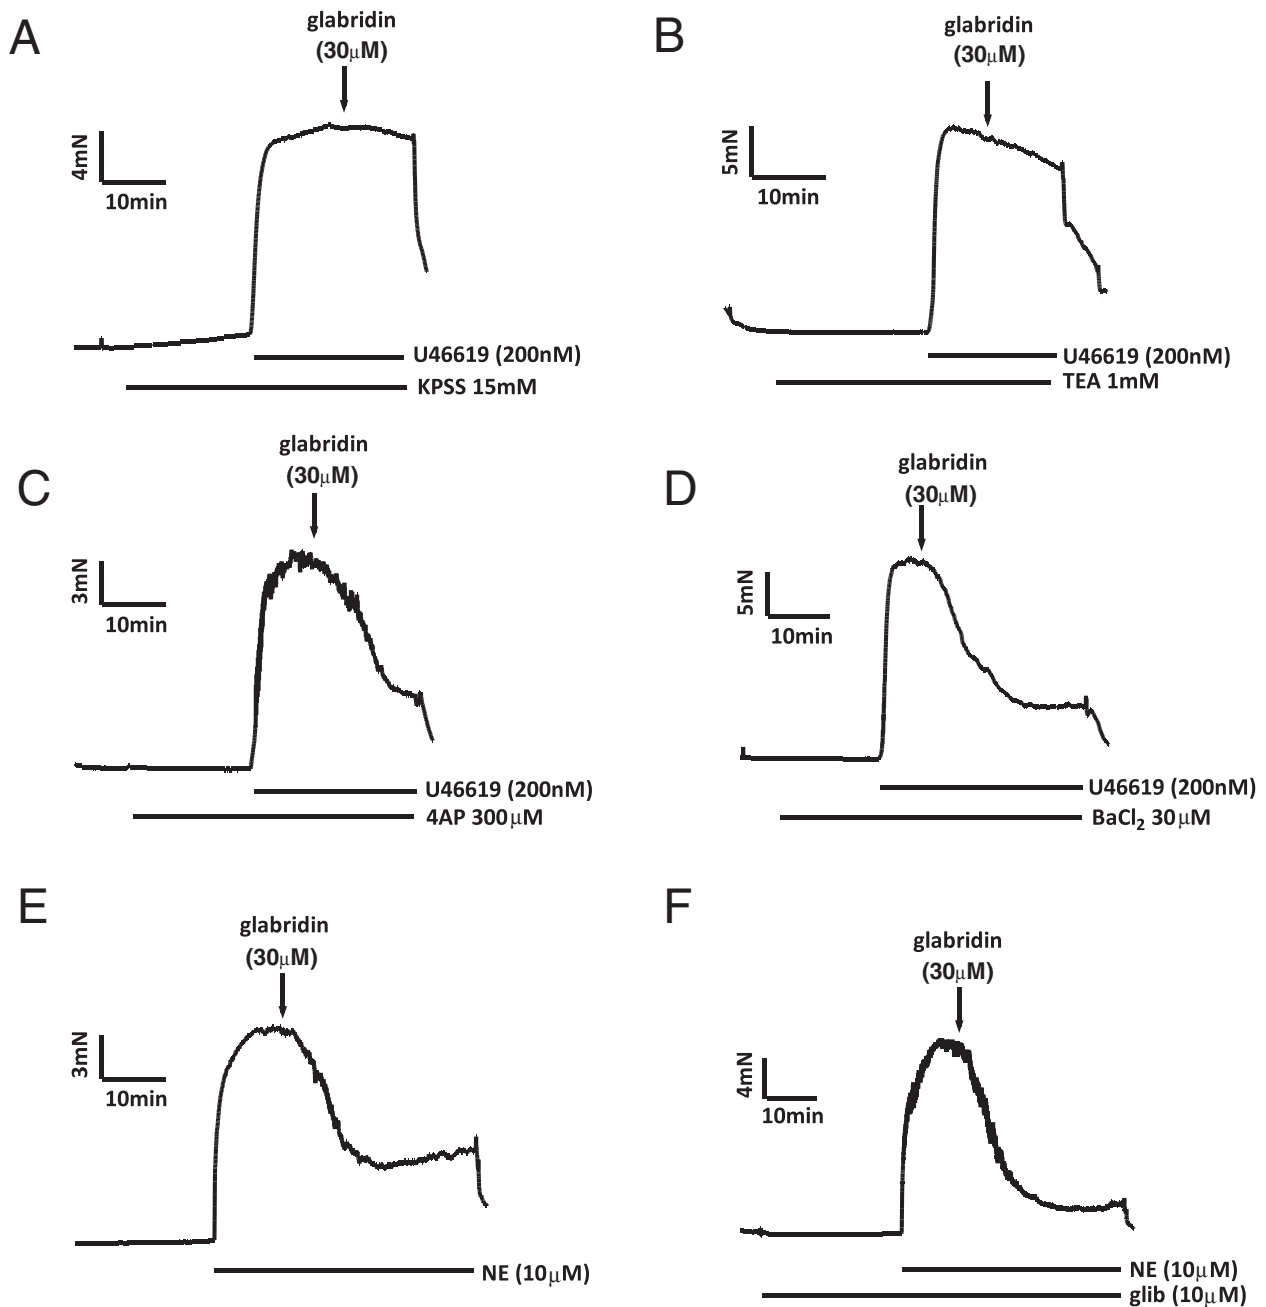 A
glabridin
(30μM)
4mN
10min
U46619 (200nM)
KPSS 15mM
B
glabridin
(30μM)
5mN
10min
U46619 (200nM)
TEA 1mM
C
glabridin
(30μM)
3mN
10min
U46619 (200nM)
4AP 300μM
D
glabridin
(30μM)
5mN
10min
U46619 (200nM)
BaCl₂ 30μM
E
glabridin
(30μM)
3mN
10min
NE (10μM)
F
glabridin
(30μM)
4mN
10min
NE (10μM)
glib (10μM)